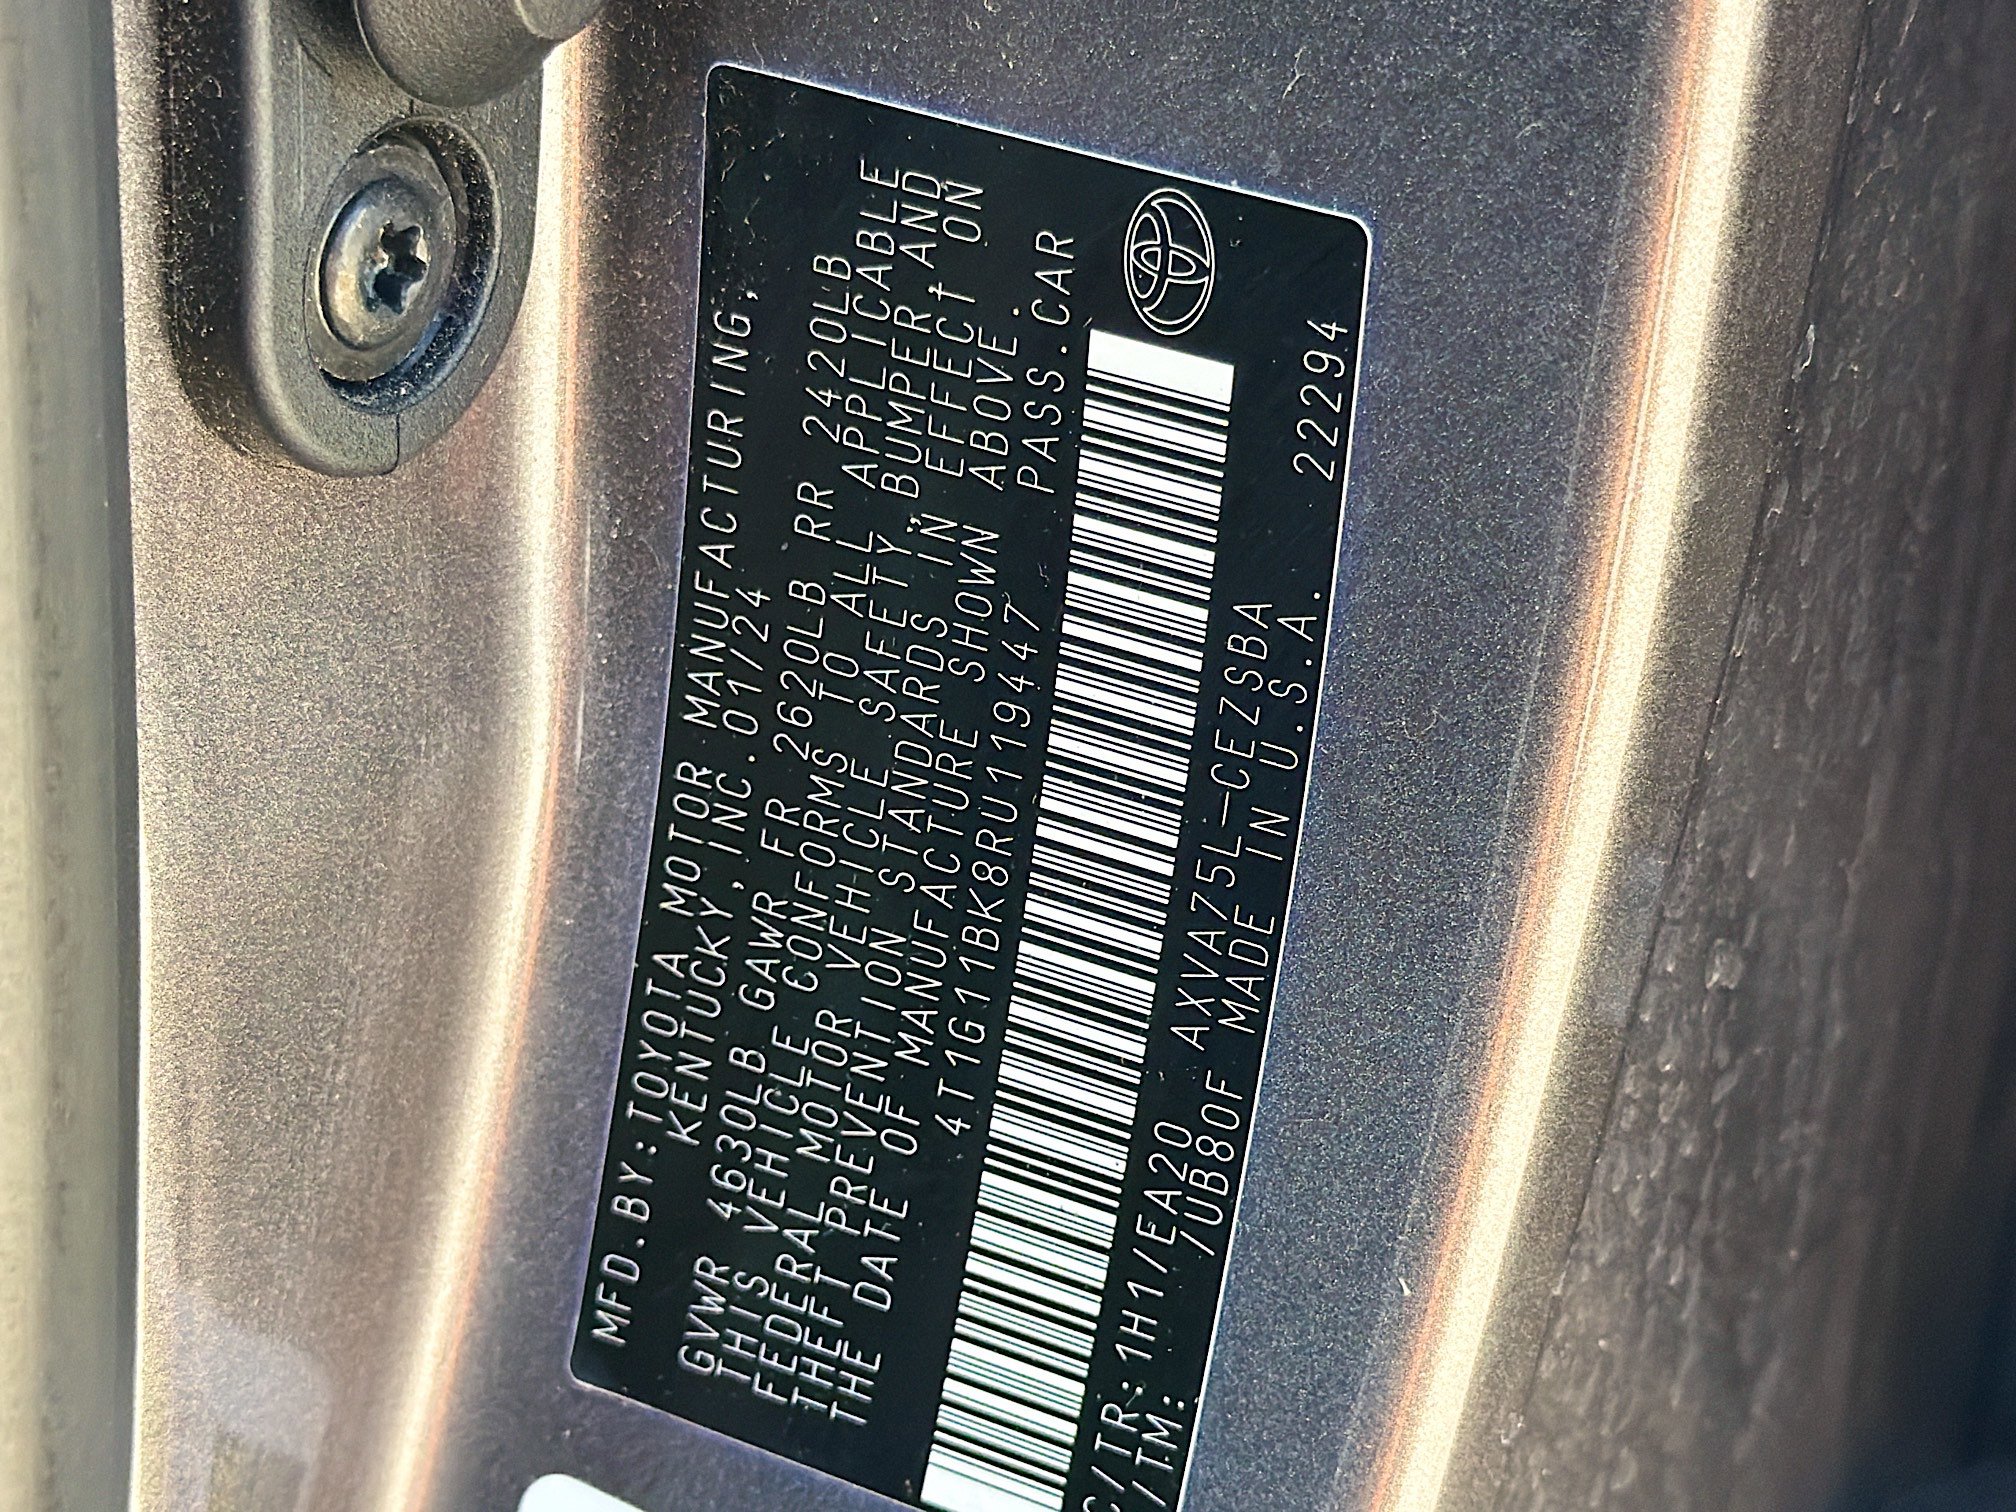 MFD.BY:TOYOTA MOTOR MANUFACTURING,
KENTUCKY,INC.01/24
GVWR 4630LB GAWR FR 2620LB RR 2420LB
THIS VEHICLE CONFORMS TO ALL APPLICABLE
FEDERAL MOTOR VEHICLE SAFETY, BUMPER, AND
THEFT PREVENTION STANDARDS IN EFFECT ON
THE DATE OF MANUFACTURE SHOWN ABOVE.
4T1G11BK8RU119447 PASS.CAR
C/TR:1H1/EA20 AXVA75L-CEZSBA
/TM: /UB80F MADE IN U.S.A. 22294